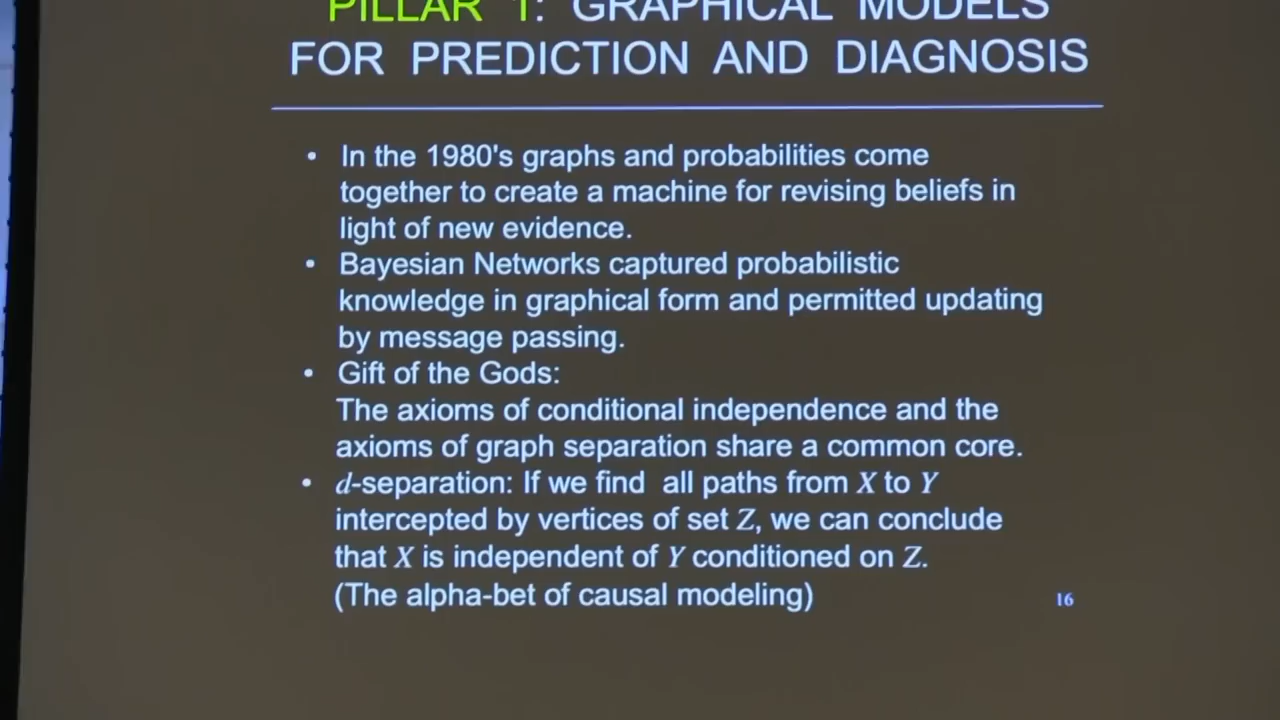 PILLAR 1: GRAPHICAL MODELS
FOR PREDICTION AND DIAGNOSIS
• In the 1980's graphs and probabilities come
together to create a machine for revising beliefs in
light of new evidence.
• Bayesian Networks captured probabilistic
knowledge in graphical form and permitted updating
by message passing.
• Gift of the Gods:
The axioms of conditional independence and the
axioms of graph separation share a common core.
• d-separation: If we find all paths from X to Y
intercepted by vertices of set Z, we can conclude
that X is independent of Y conditioned on Z.
(The alpha-bet of causal modeling)
16